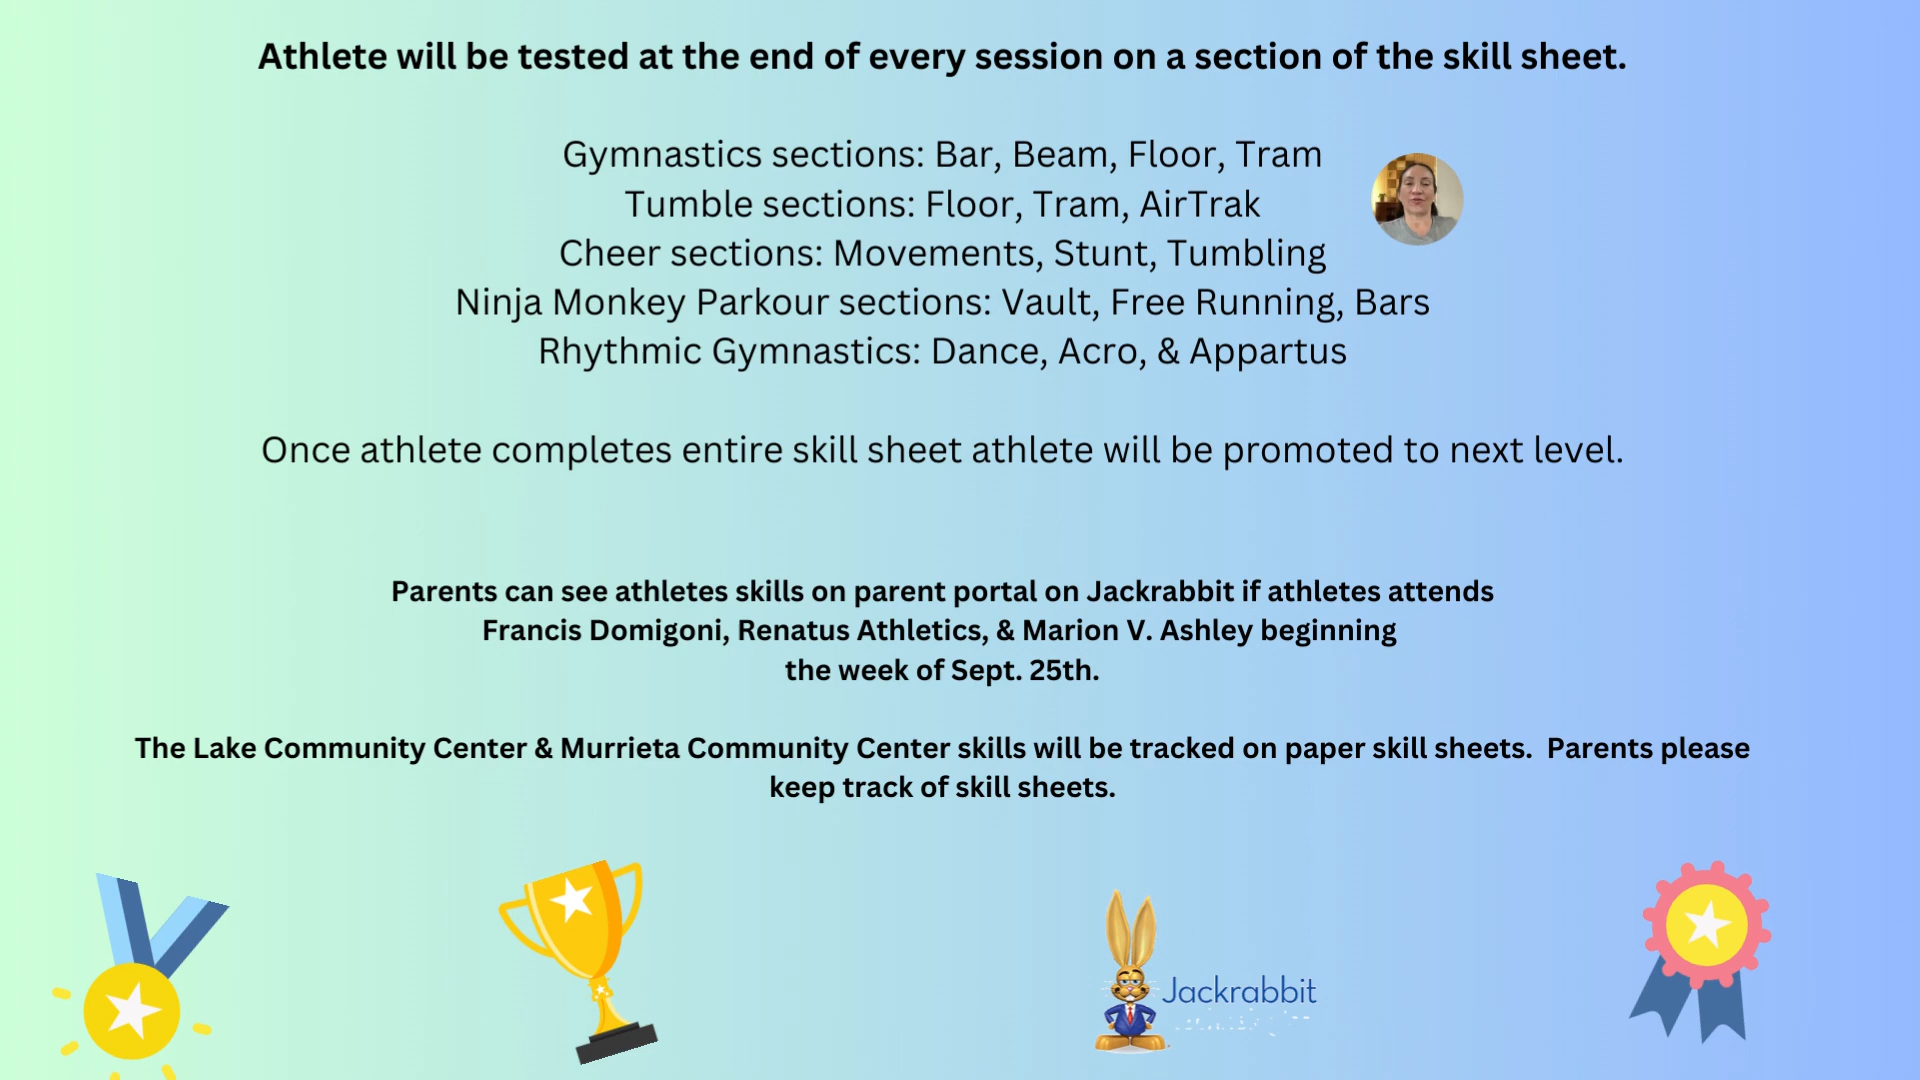 Athlete will be tested at the end of every session on a section of the skill sheet.
Gymnastics sections: Bar, Beam, Floor, Tram
Tumble sections: Floor, Tram, AirTrak
Cheer sections: Movements, Stunt, Tumbling
Ninja Monkey Parkour sections: Vault, Free Running, Bars
Rhythmic Gymnastics: Dance, Acro, & Appartus
Once athlete completes entire skill sheet athlete will be promoted to next level.
Parents can see athletes skills on parent portal on Jackrabbit if athletes attends
Francis Domigoni, Renatus Athletics, & Marion V. Ashley beginning
the week of Sept. 25th.
The Lake Community Center & Murrieta Community Center skills will be tracked on paper skill sheets.  Parents please
keep track of skill sheets.
Jackrabbit